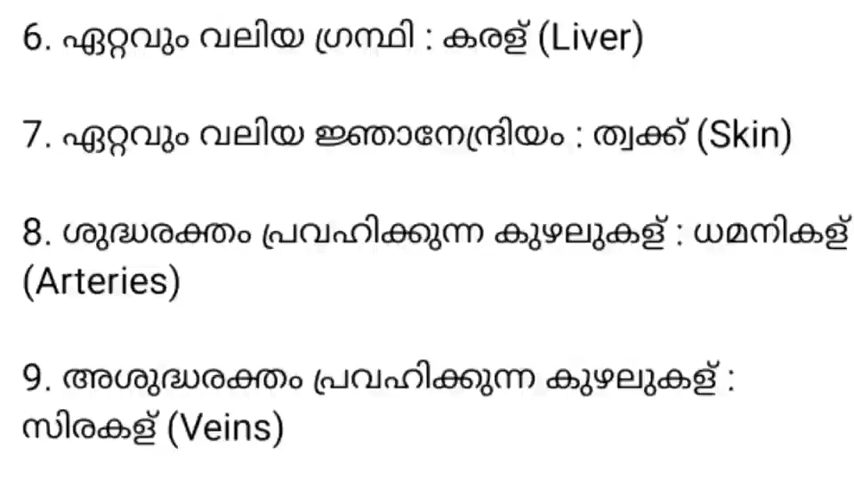 6. ഏറ്റവും വലിയ ഗ്രന്ഥി : കരള് (Liver)
7. ഏറ്റവും വലിയ ജ്ഞാനേന്ദ്രിയം : ത്വക്ക് (Skin)
8. ശുദ്ധരക്തം പ്രവഹിക്കുന്ന കുഴലുകള് : ധമനികള്
(Arteries)
9. അശുദ്ധരക്തം പ്രവഹിക്കുന്ന കുഴലുകള് :
സിരകള് (Veins)